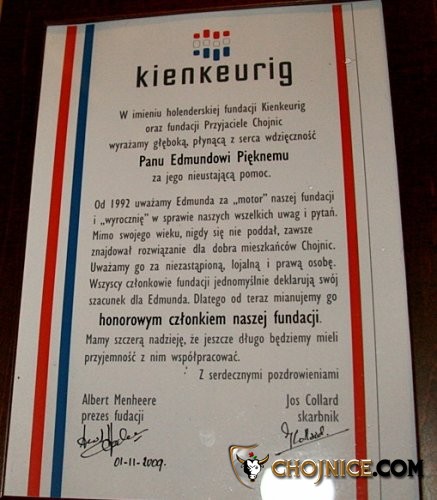 kienkeurig
W imieniu holenderskiej fundacji Kienkeurig
oraz fundacji Przyjaciele Chojnic
wyrażamy głęboką, płynącą z serca wdzięczność
Panu Edmundowi Pięknemu
za jego nieustającą pomoc.
Od 1992 uważamy Edmunda za „motor” naszej fundacji
i „wyrocznię” w sprawie naszych wszelkich uwag i pytań.
Mimo swojego wieku, nigdy się nie poddał, zawsze
znajdował rozwiązanie dla dobra mieszkańców Chojnic.
Uważamy go za niezastąpioną, lojalną i prawą osobę.
Wszyscy członkowie fundacji jednomyślnie deklarują swój
szacunek dla Edmunda. Dlatego od teraz mianujemy go
honorowym członkiem naszej fundacji.
Mamy szczerą nadzieję, że jeszcze długo będziemy mieli
przyjemność z nim współpracować.
Z serdecznymi pozdrowieniami
Albert Menheere Jos Collard
prezes fudacji skarbnik
Collard
01-11-2009.
CHOJNICE.COM